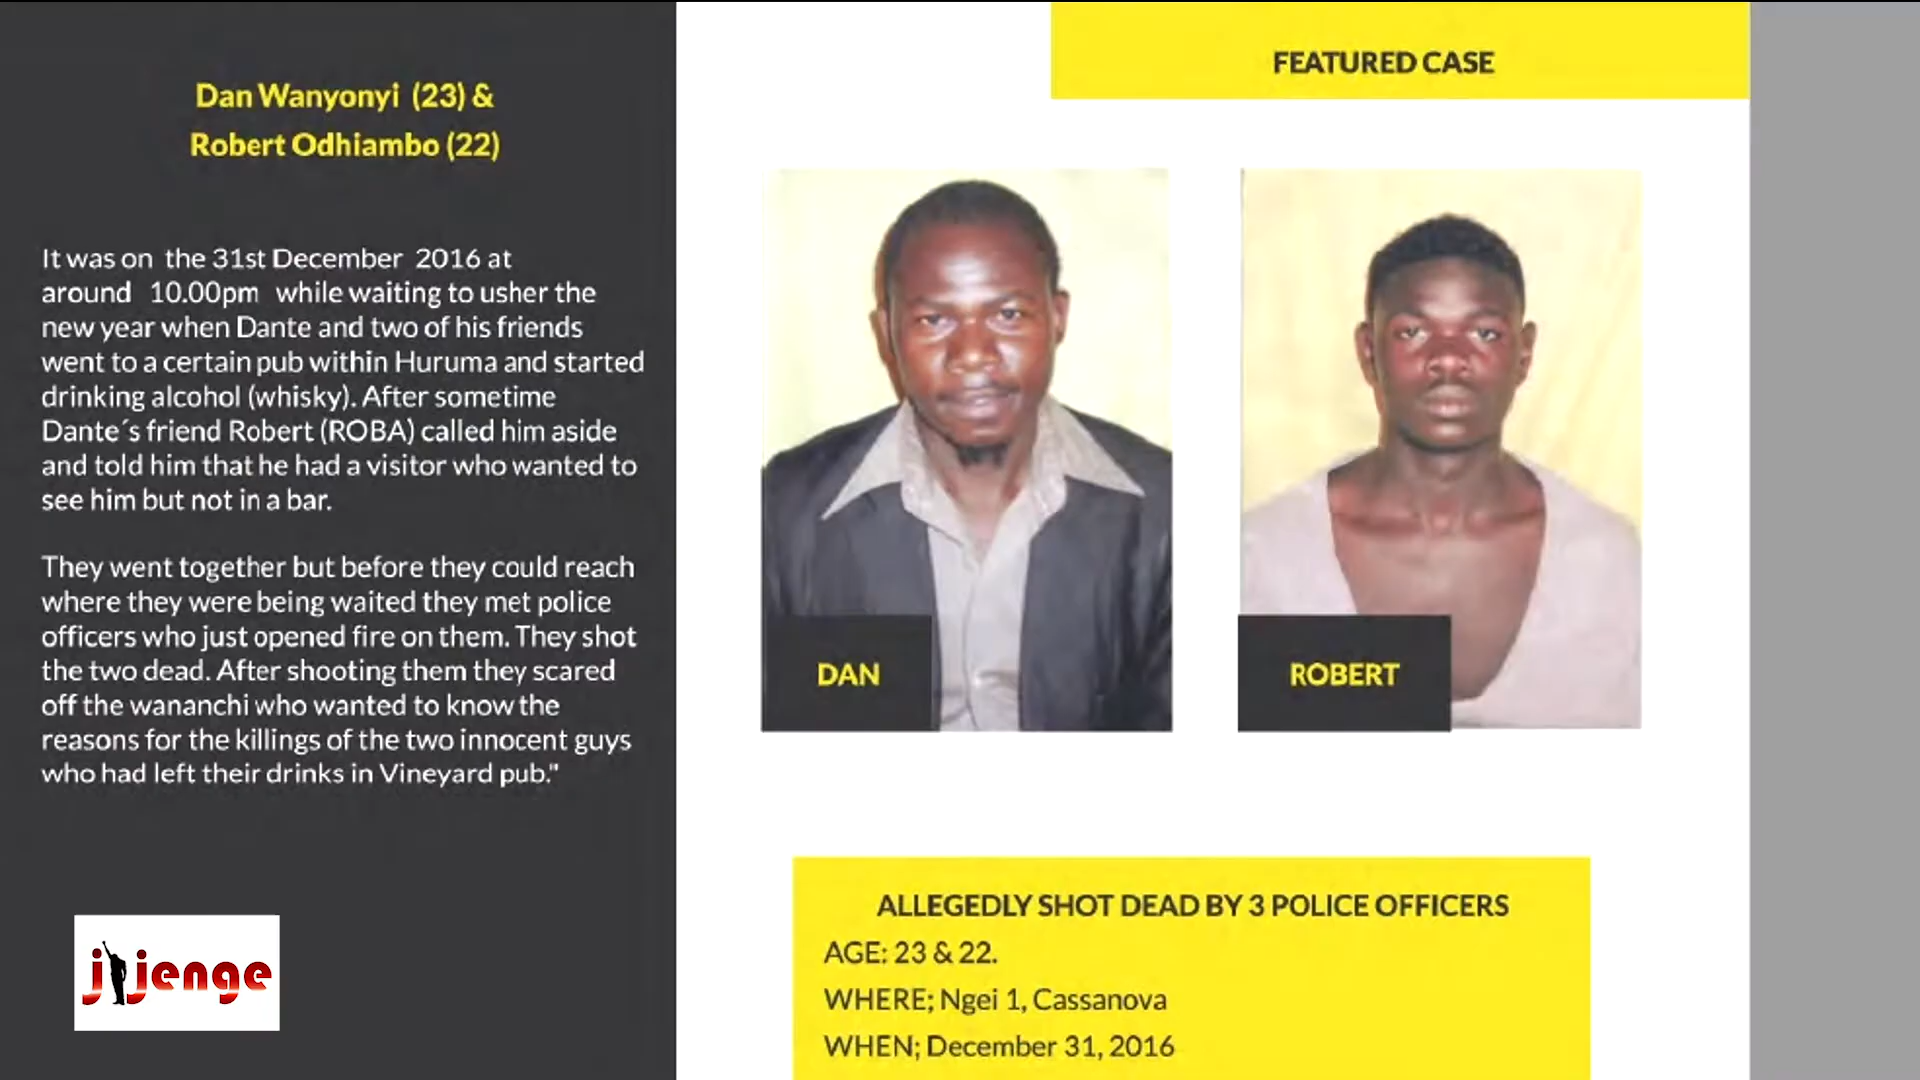 Dan Wanyonyi (23) &
Robert Odhiambo (22)
It was on the 31st December 2016 at
around 10.00pm while waiting to usher the
new year when Dante and two of his friends
went to a certain pub within Huruma and started
drinking alcohol (whisky). After sometime
Dante´s friend Robert (ROBA) called him aside
and told him that he had a visitor who wanted to
see him but not in a bar.
They went together but before they could reach
where they were being waited they met police
officers who just opened fire on them. They shot
the two dead. After shooting them they scared
off the wananchi who wanted to know the
reasons for the killings of the two innocent guys
who had left their drinks in Vineyard pub."
jijenge
FEATURED CASE
DAN
ROBERT
ALLEGEDLY SHOT DEAD BY 3 POLICE OFFICERS
AGE: 23 & 22.
WHERE; Ngei 1, Cassanova
WHEN; December 31, 2016